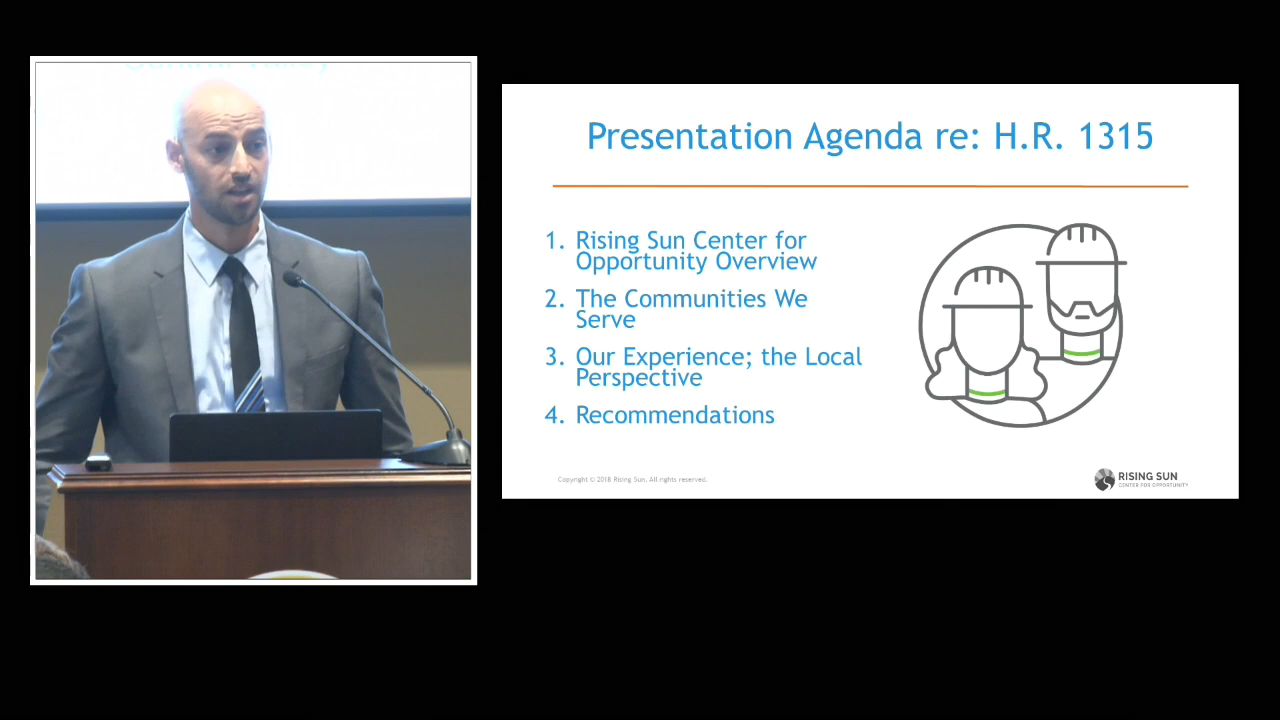 Presentation Agenda re: H.R. 1315
1. Rising Sun Center for
Opportunity Overview
2. The Communities We
Serve
3. Our Experience; the Local
Perspective
4. Recommendations
Copyright © 2018 Rising Sun, All rights reserved.
RISING SUN
CENTER FOR OPPORTUNITY